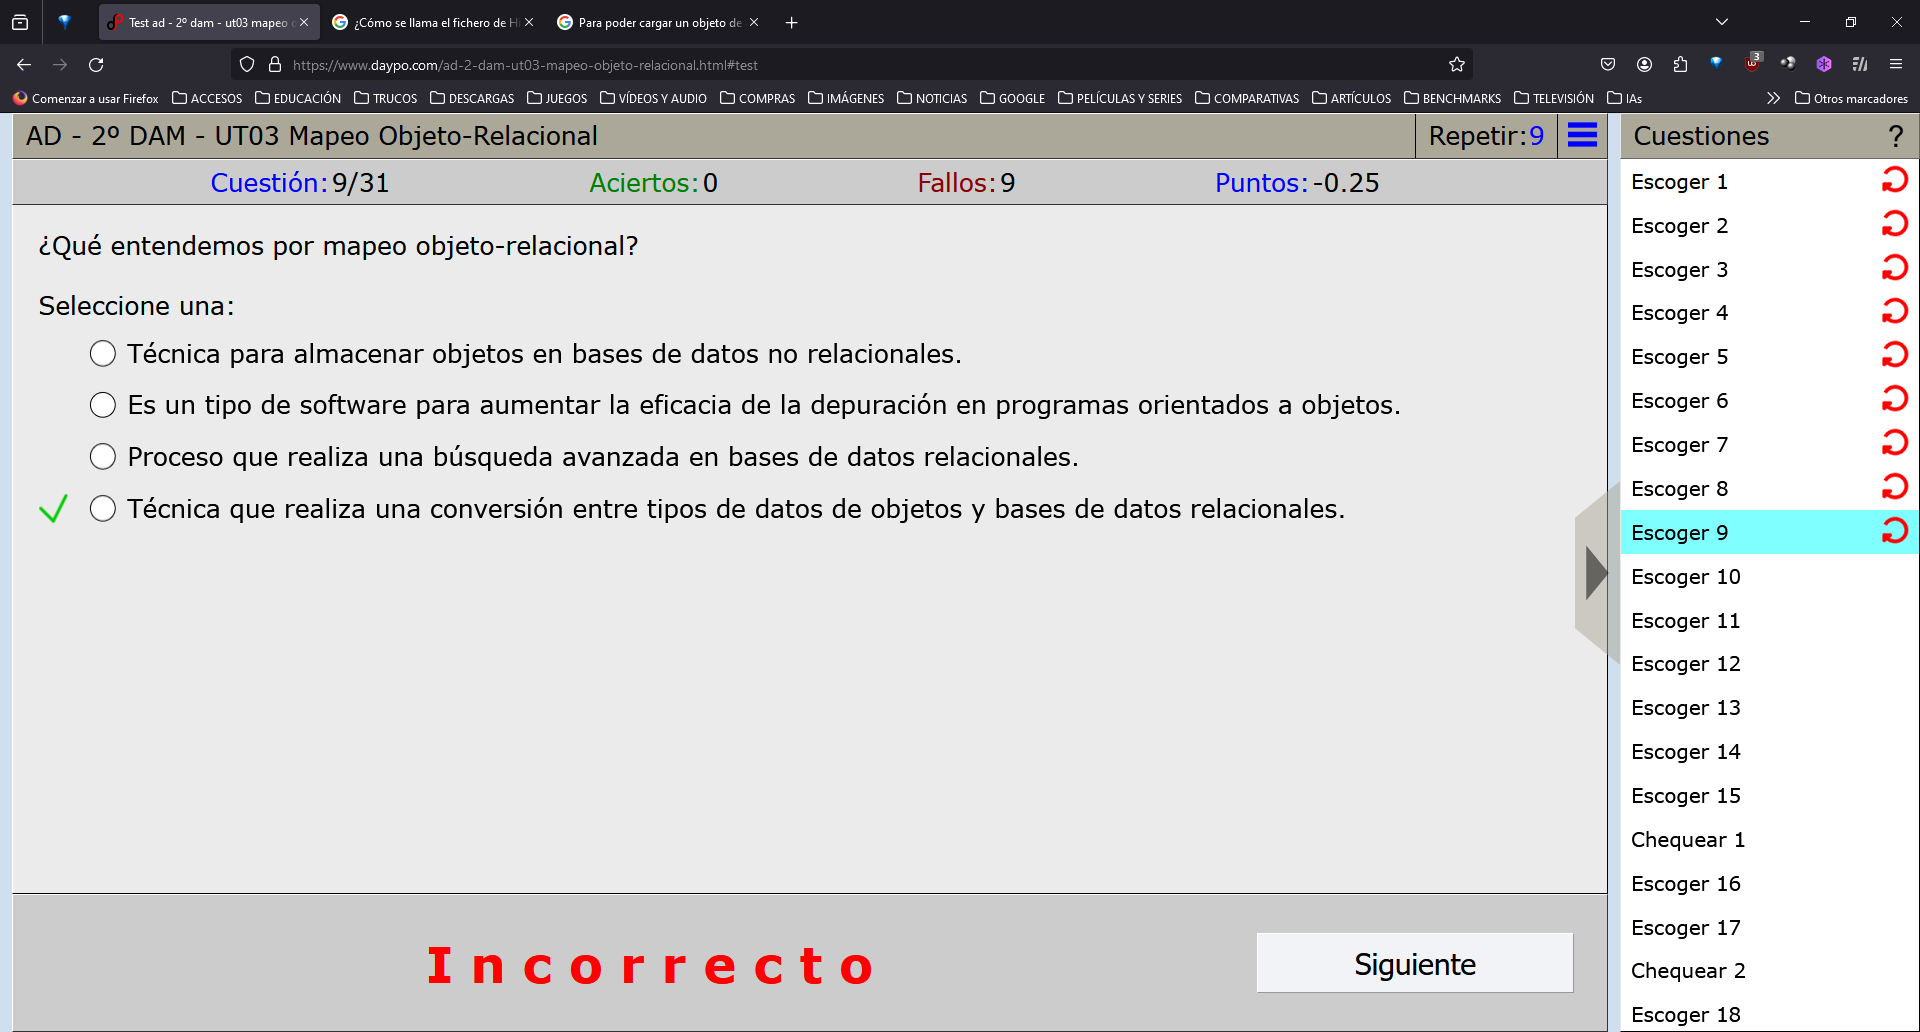 Test ad - 2º dam - ut03 mapeo
¿Cómo se llama el fichero de Hi
Para poder cargar un objeto de
https://www.daypo.com/ad-2-dam-ut03-mapeo-objeto-relacional.html#test
3
Comenzar a usar Firefox ACCESOS EDUCACIÓN TRUCOS DESCARGAS JUEGOS VÍDEOS Y AUDIO COMPRAS IMÁGENES NOTICIAS GOOGLE PELÍCULAS Y SERIES COMPARATIVAS ARTÍCULOS BENCHMARKS TELEVISIÓN IAs Otros marcadores
AD - 2º DAM - UT03 Mapeo Objeto-Relacional
Repetir:9
Cuestión:9/31 Aciertos:0 Fallos:9 Puntos:-0.25
¿Qué entendemos por mapeo objeto-relacional?
Seleccione una:
Técnica para almacenar objetos en bases de datos no relacionales.
Es un tipo de software para aumentar la eficacia de la depuración en programas orientados a objetos.
Proceso que realiza una búsqueda avanzada en bases de datos relacionales.
Técnica que realiza una conversión entre tipos de datos de objetos y bases de datos relacionales.
Incorrecto
Siguiente
Cuestiones ?
Escoger 1
Escoger 2
Escoger 3
Escoger 4
Escoger 5
Escoger 6
Escoger 7
Escoger 8
Escoger 9
Escoger 10
Escoger 11
Escoger 12
Escoger 13
Escoger 14
Escoger 15
Chequear 1
Escoger 16
Escoger 17
Chequear 2
Escoger 18